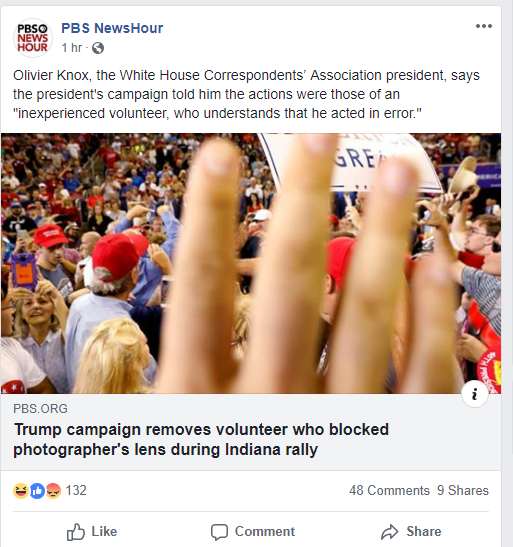 PBSO
NEWS
HOUR
PBS NewsHour
1 hr ·
Olivier Knox, the White House Correspondents' Association president, says
the president's campaign told him the actions were those of an
"inexperienced volunteer, who understands that he acted in error."
GRE
PBS.ORG
Trump campaign removes volunteer who blocked
photographer's lens during Indiana rally
132
48 Comments 9 Shares
Like
Comment
Share